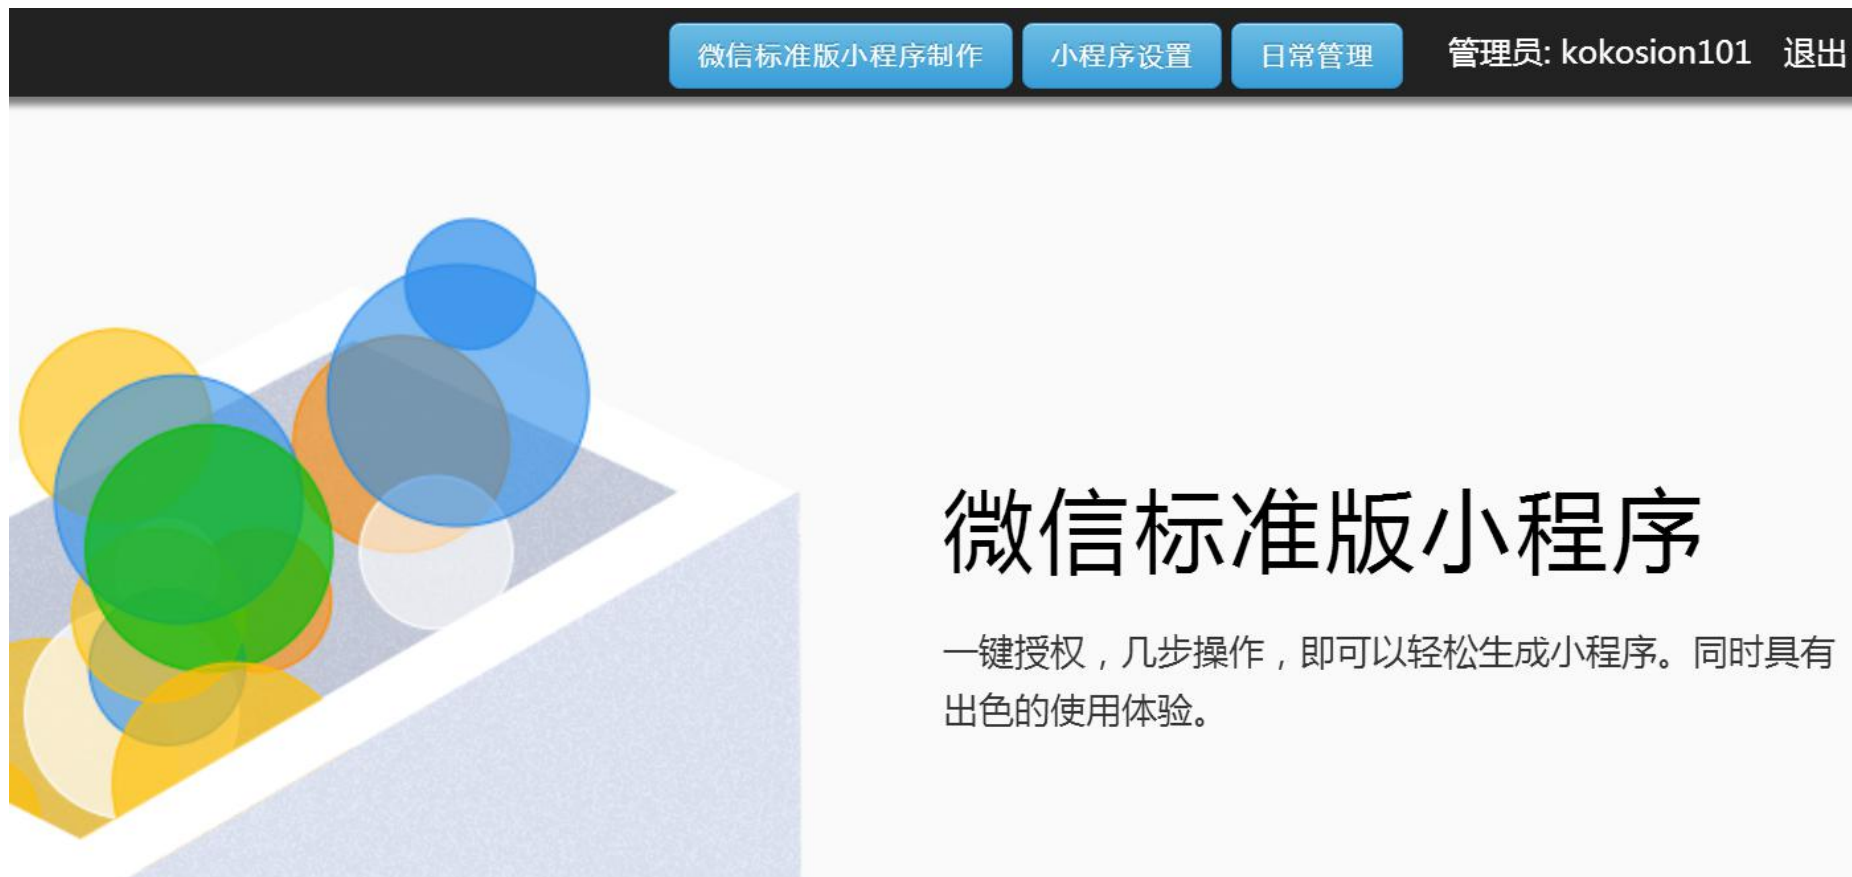 微信标准版小程序制作 小程序设置 日常管理 管理员: kokosion101 退出
微信标准版小程序
一键授权，几步操作，即可以轻松生成小程序。同时具有
出色的使用体验。